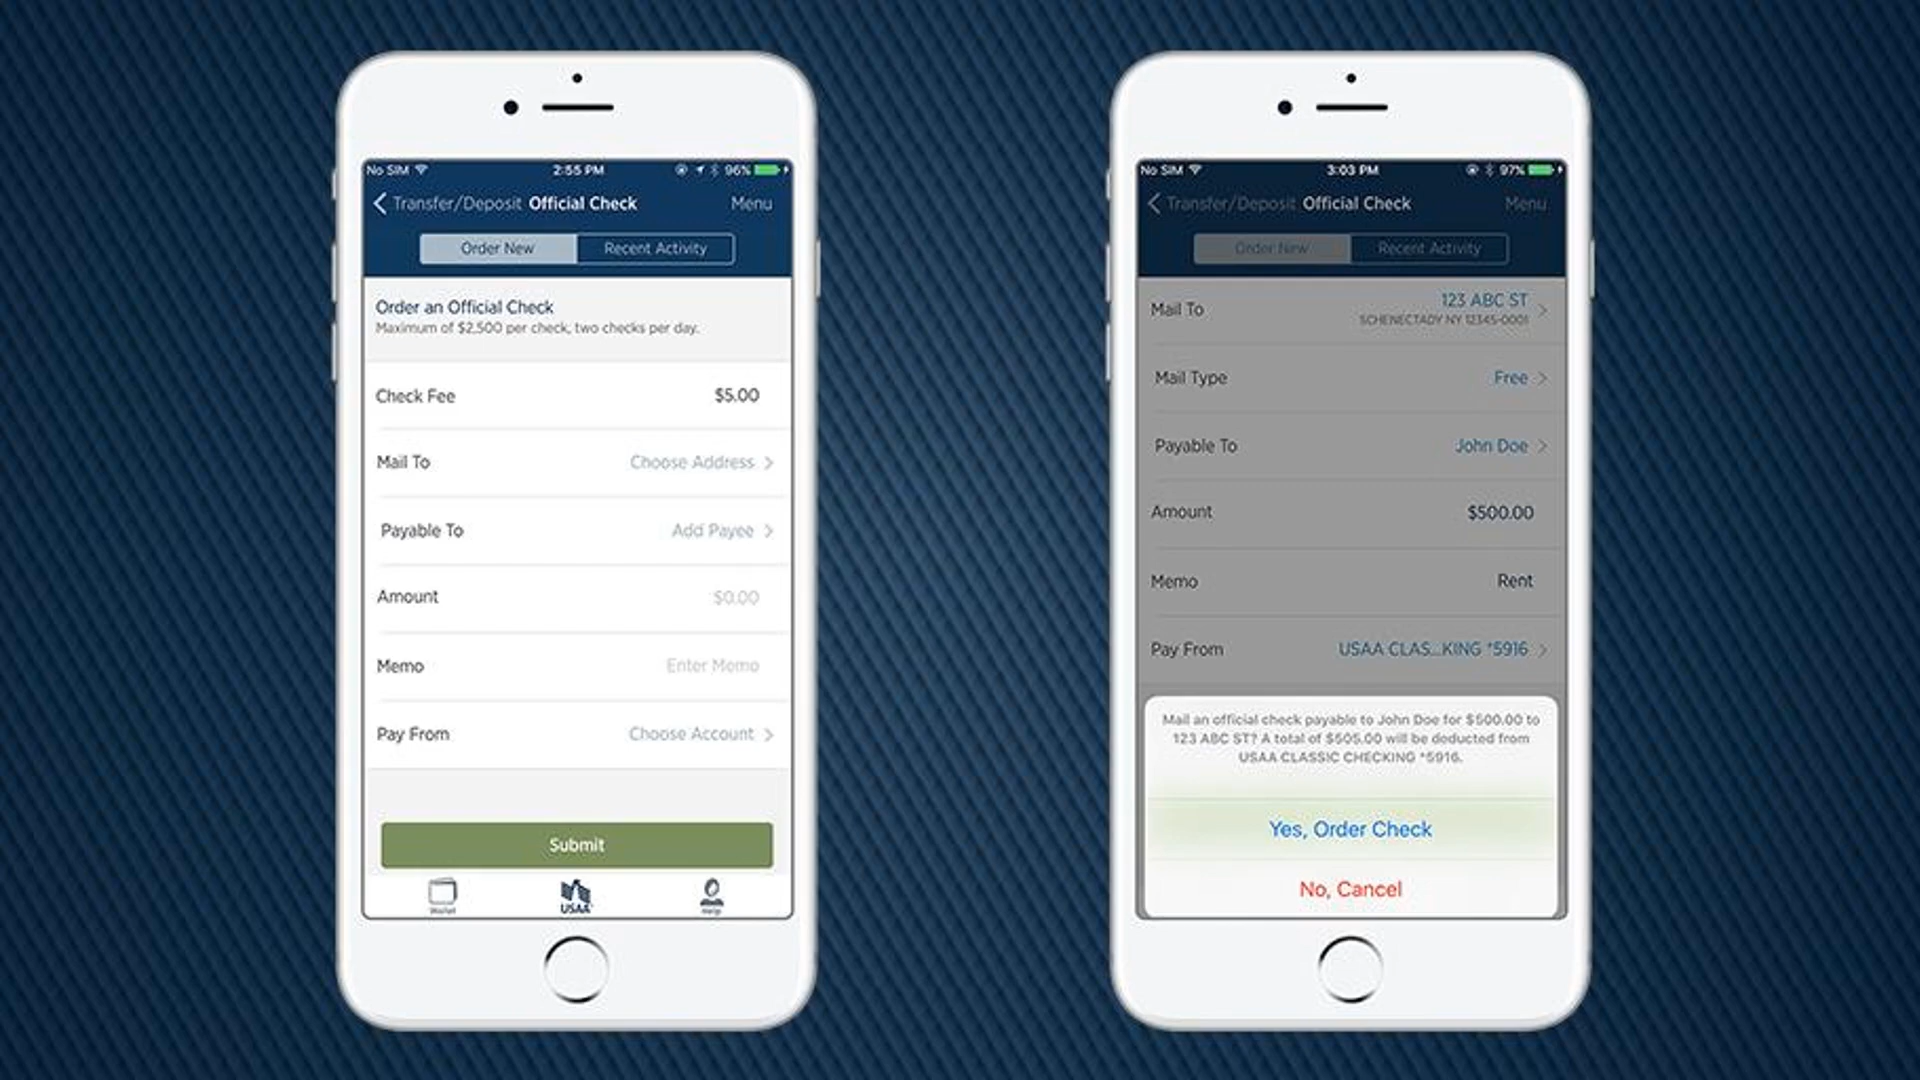 No SIM 2:55 PM 96%
Transfer/Deposit Official Check Menu
Order New Recent Activity
Order an Official Check
Maximum of $2,500 per check, two checks per day.
Check Fee $5.00
Mail To Choose Address
Payable To Add Payee
Amount $0.00
Memo Enter Memo
Pay From Choose Account
Submit
Wallet USAA Help
No SIM 3:03 PM 97%
Transfer/Deposit Official Check Menu
Order New Recent Activity
Mail To 123 ABC ST
SCHENECTADY NY 12345-0001
Mail Type Free
Payable To John Doe
Amount $500.00
Memo Rent
Pay From USAA CLAS...KING *5916
Mail an official check payable to John Doe for $500.00 to
123 ABC ST? A total of $505.00 will be deducted from
USAA CLASSIC CHECKING *5916.
Yes, Order Check
No, Cancel